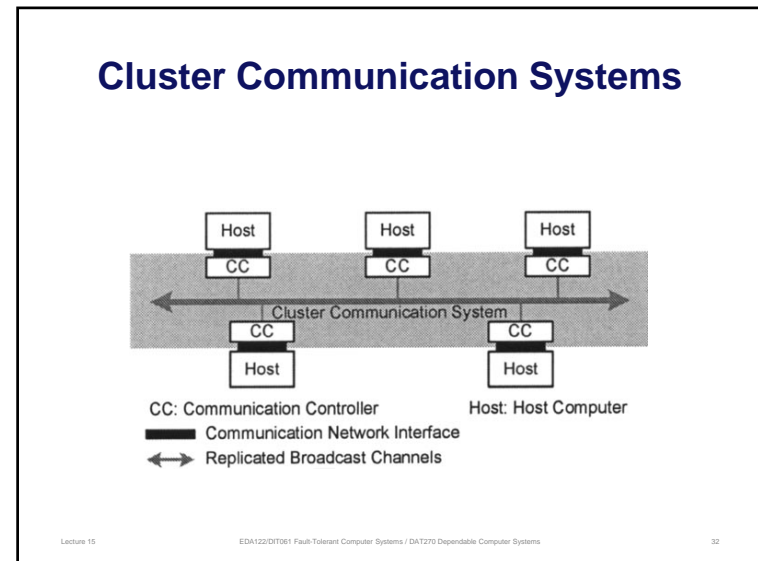 Cluster Communication Systems
Host Host Host
CC CC CC
Cluster Communication System
CC CC
Host Host
CC: Communication Controller Host: Host Computer
Communication Network Interface
Replicated Broadcast Channels
Lecture 15 EDA122/DIT061 Fault-Tolerant Computer Systems / DAT270 Dependable Computer Systems 32